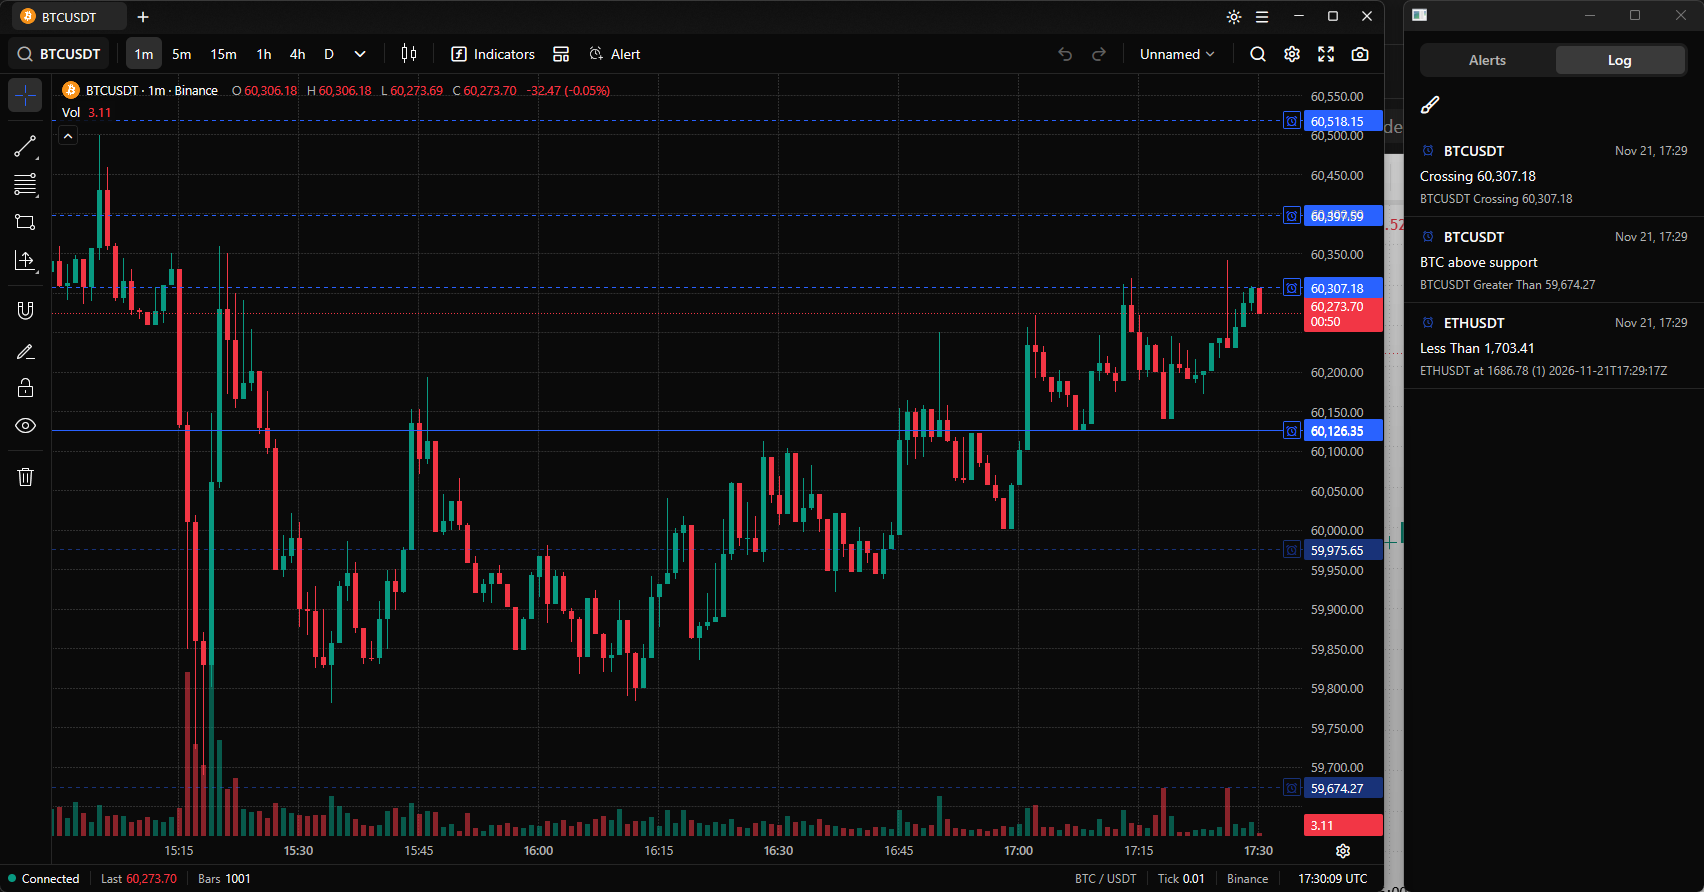 BTCUSDT
BTCUSDT 1m 5m 15m 1h 4h D Indicators Alert Unnamed
BTCUSDT · 1m · Binance O 60,306.18 H 60,306.18 L 60,273.69 C 60,273.70 -32.47 (-0.05%)
Vol 3.11
60,550.00
60,518.15
60,500.00
60,450.00
60,397.59
60,350.00
60,307.18
60,273.70
00:50
60,200.00
60,150.00
60,126.35
60,100.00
60,050.00
60,000.00
59,975.65
59,950.00
59,900.00
59,850.00
59,800.00
59,750.00
59,700.00
59,674.27
3.11
15:15 15:30 15:45 16:00 16:15 16:30 16:45 17:00 17:15 17:30
Connected Last 60,273.70 Bars 1001 BTC / USDT Tick 0.01 Binance 17:30:09 UTC
de
.52
Alerts Log
BTCUSDT Nov 21, 17:29
Crossing 60,307.18
BTCUSDT Crossing 60,307.18
BTCUSDT Nov 21, 17:29
BTC above support
BTCUSDT Greater Than 59,674.27
ETHUSDT Nov 21, 17:29
Less Than 1,703.41
ETHUSDT at 1686.78 (1) 2026-11-21T17:29:17Z